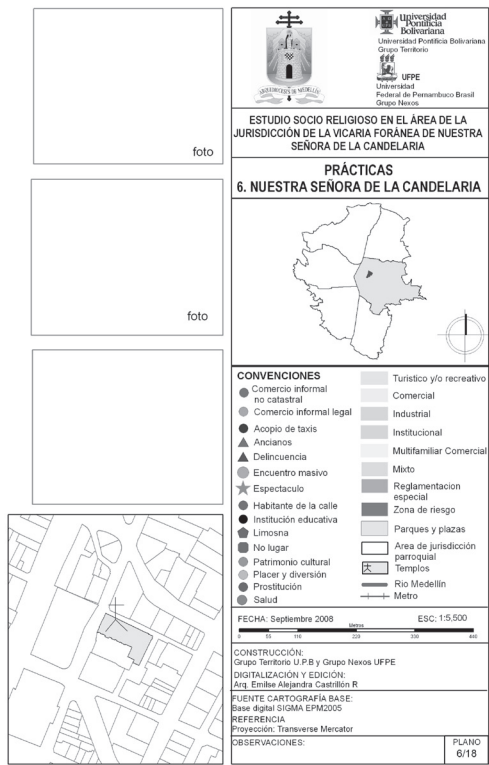 foto
foto
ARQUIDIOCESIS DE MEDELLIN
Universidad
Pontificia
Bolivariana
Universidad Pontificia Bolivariana
Grupo Territorio
UFPE
Universidad
Federal de Pernambuco Brasil
Grupo Nexos
ESTUDIO SOCIO RELIGIOSO EN EL ÁREA DE LA
JURISDICCIÓN DE LA VICARIA FORÁNEA DE NUESTRA
SEÑORA DE LA CANDELARIA
PRÁCTICAS
6. NUESTRA SEÑORA DE LA CANDELARIA
CONVENCIONES
Comercio informal
no catastral
Comercio informal legal
Acopio de taxis
Ancianos
Delincuencia
Encuentro masivo
Espectaculo
Habitante de la calle
Institución educativa
Limosna
No lugar
Patrimonio cultural
Placer y diversión
Prostitución
Salud
Turistico y/o recreativo
Comercial
Industrial
Institucional
Multifamiliar Comercial
Mixto
Reglamentacion
especial
Zona de riesgo
Parques y plazas
Area de jurisdicción
parroquial
Templos
Rio Medellín
Metro
FECHA: Septiembre 2008
ESC: 1:5,500
Metros
0 55 110 220 330 440
CONSTRUCCIÓN:
Grupo Territorio U.P.B y Grupo Nexos UFPE
DIGITALIZACIÓN Y EDICIÓN:
Arq. Emilse Alejandra Castrillón R
FUENTE CARTOGRAFÍA BASE:
Base digital SIGMA EPM2005
REFERENCIA
Proyección: Transverse Mercator
OBSERVACIONES:
PLANO
6/18